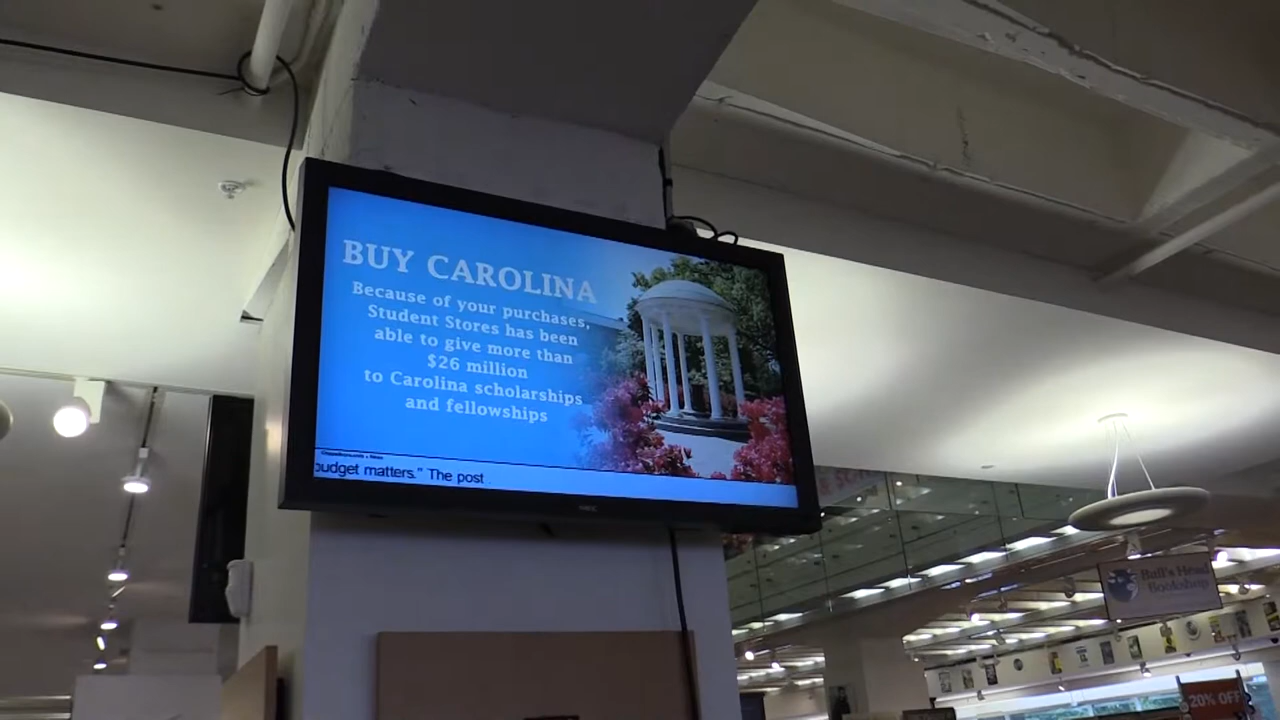 BUY CAROLINA
Because of your purchases,
Student Stores has been
able to give more than
$26 million
to Carolina scholarships
and fellowships
budget matters." The post
NEC
Bull's Head
Bookshop
20% OFF